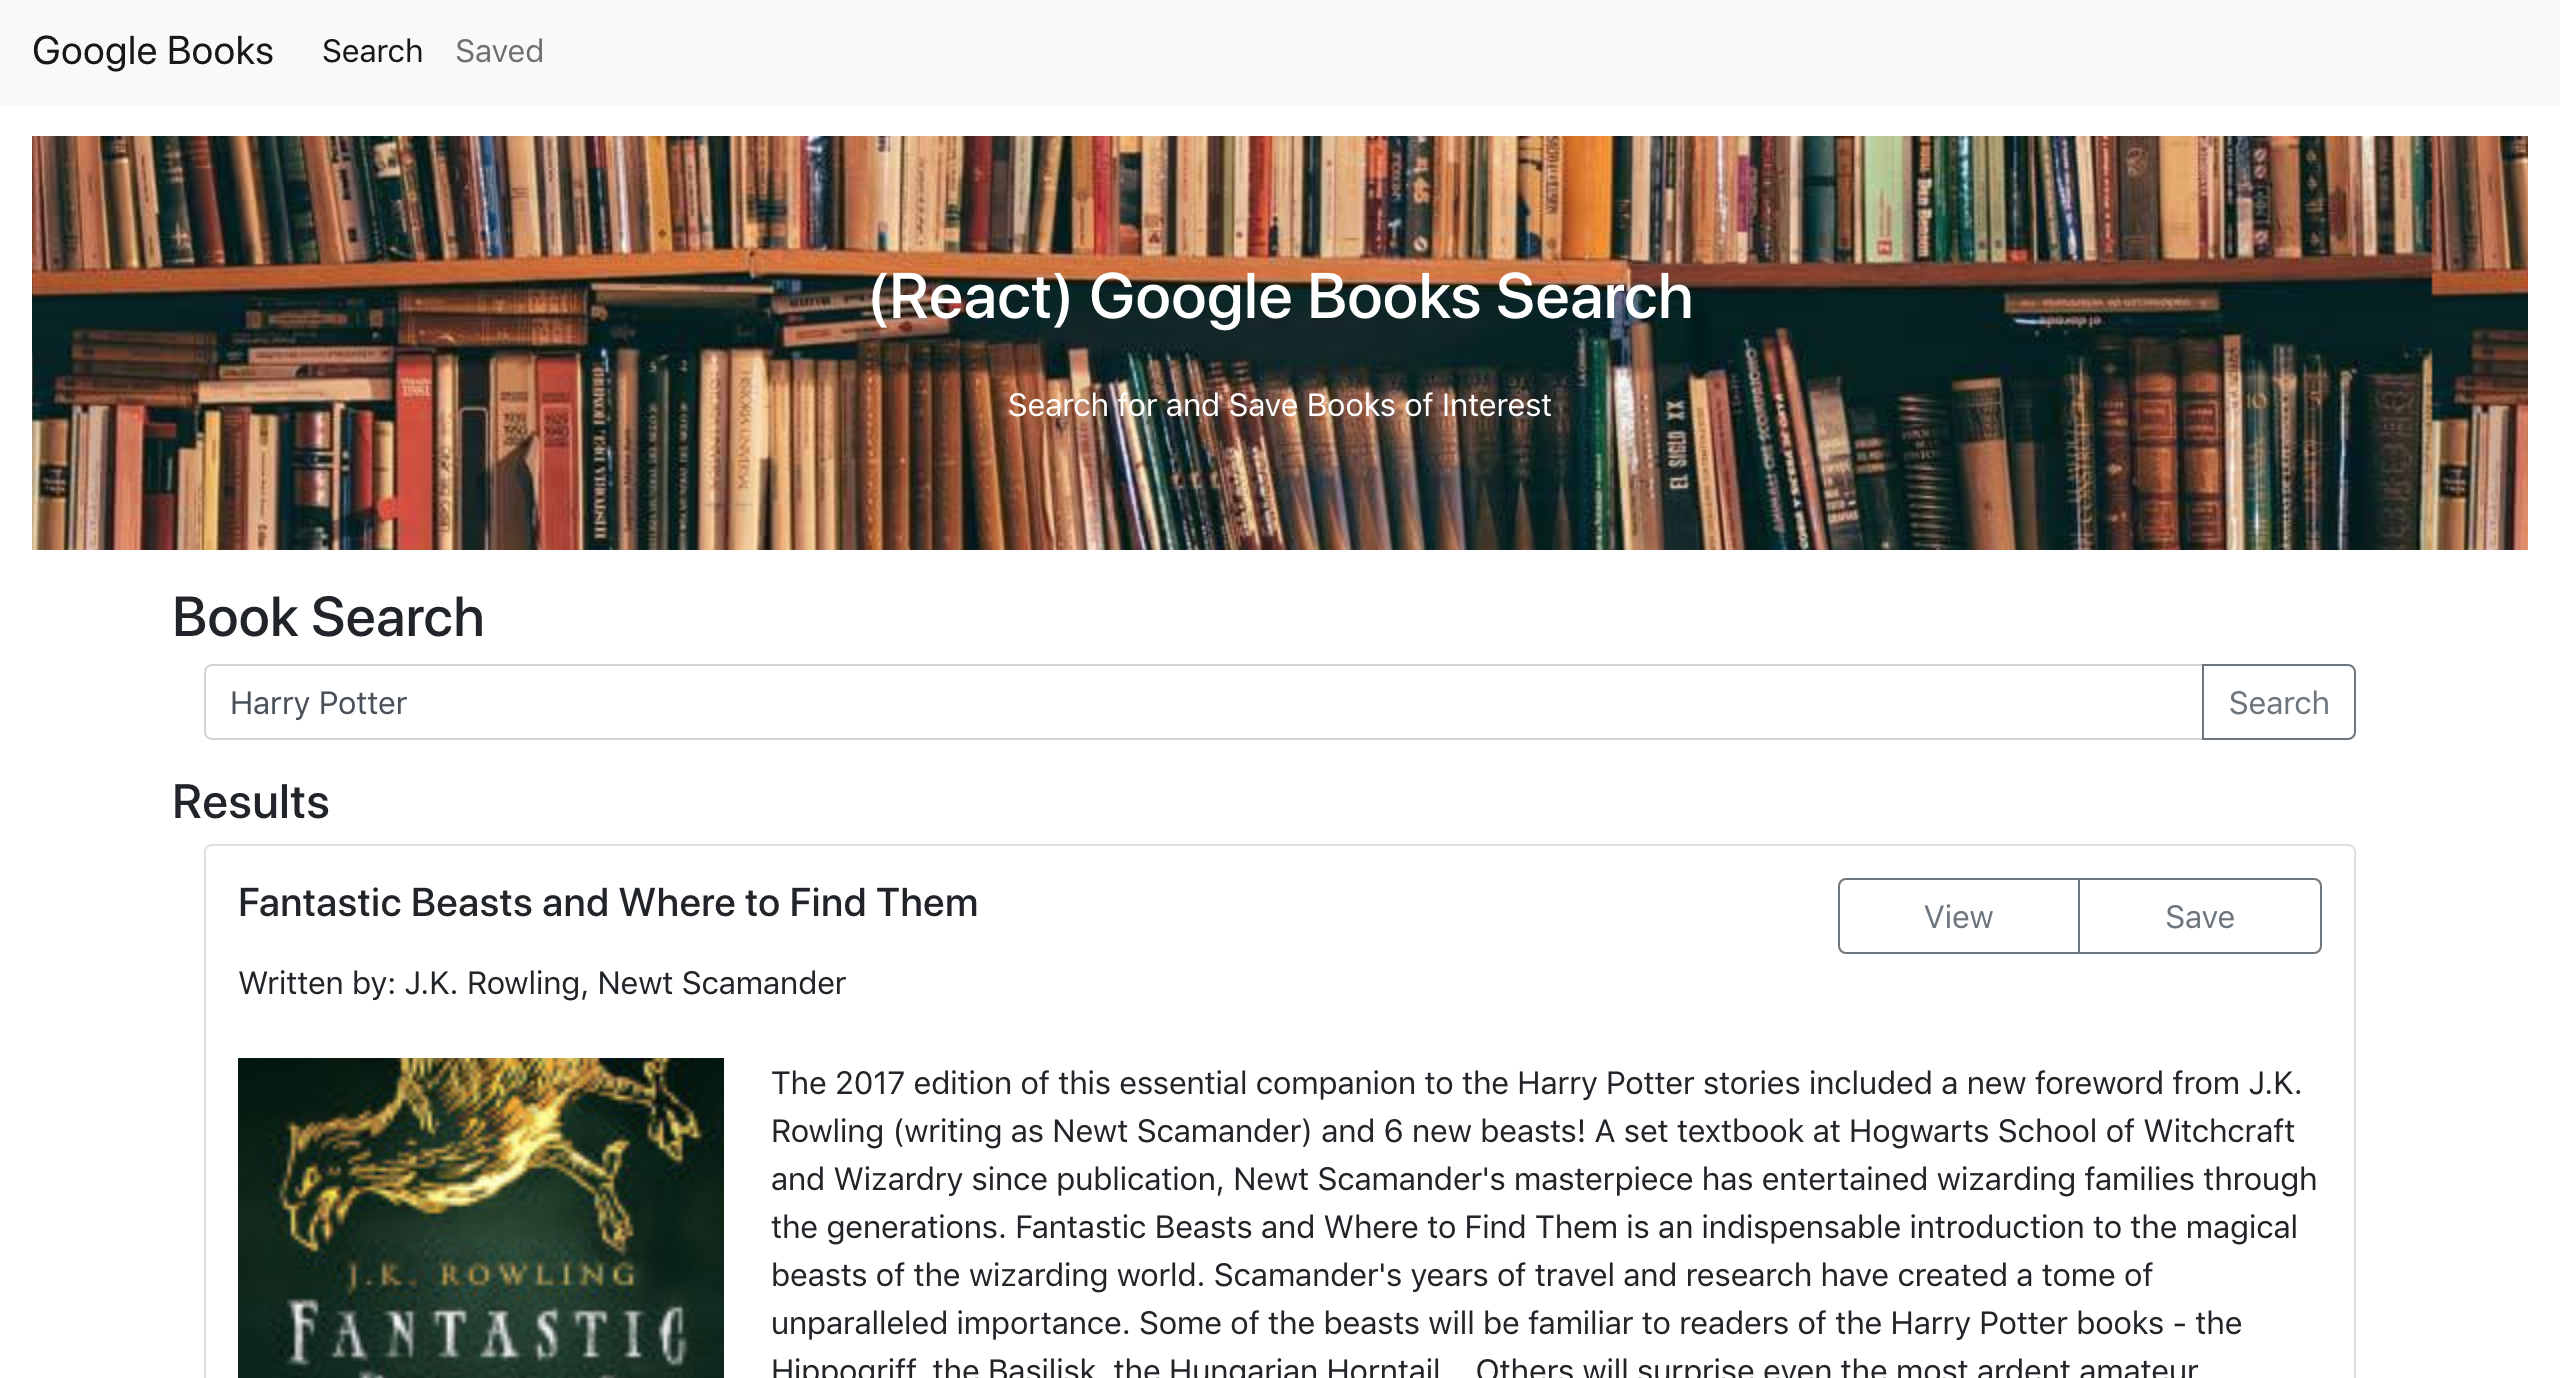 Google Books Search Saved
(React) Google Books Search
Search for and Save Books of Interest
EL SIGLO XX
Book Search
Harry Potter Search
Results
Fantastic Beasts and Where to Find Them
View Save
Written by: J.K. Rowling, Newt Scamander
J.K. ROWLING
FANTASTIC
The 2017 edition of this essential companion to the Harry Potter stories included a new foreword from J.K.
Rowling (writing as Newt Scamander) and 6 new beasts! A set textbook at Hogwarts School of Witchcraft
and Wizardry since publication, Newt Scamander's masterpiece has entertained wizarding families through
the generations. Fantastic Beasts and Where to Find Them is an indispensable introduction to the magical
beasts of the wizarding world. Scamander's years of travel and research have created a tome of
unparalleled importance. Some of the beasts will be familiar to readers of the Harry Potter books - the
Hippogriff, the Basilisk, the Hungarian Horntail... Others will surprise even the most ardent amateur